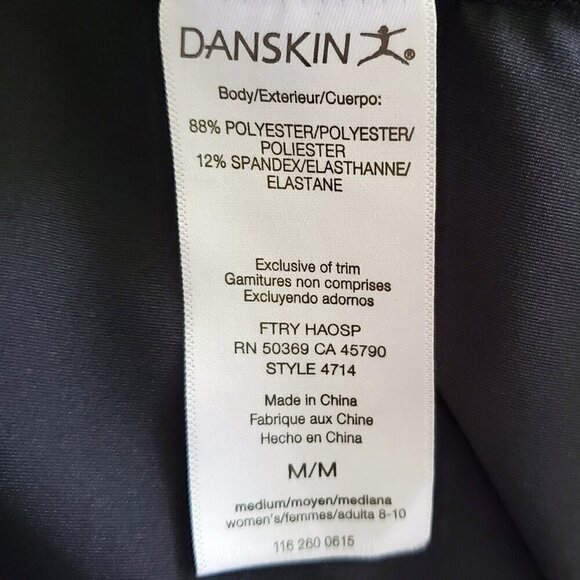 DANSKIN ®
Body/Exterieur/Cuerpo:
88% POLYESTER/POLYESTER/
POLIESTER
12% SPANDEX/ELASTHANNE/
ELASTANE
Exclusive of trim
Garnitures non comprises
Excluyendo adornos
FTRY HAOSP
RN 50369 CA 45790
STYLE 4714
Made in China
Fabrique aux Chine
Hecho en China
M/M
medium/moyen/mediana
women's/femmes/adulta 8-10
116 260 0615